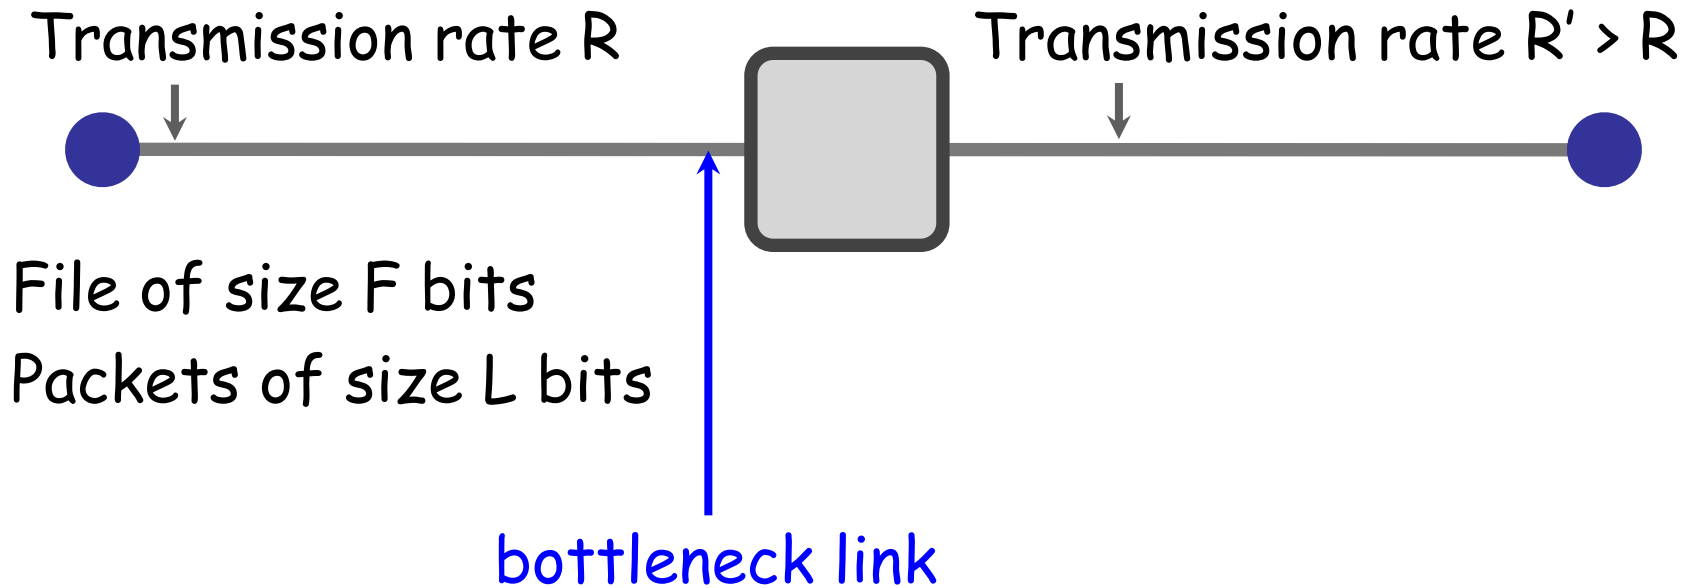 Transmission rate R
Transmission rate R' > R
File of size F bits
Packets of size L bits
bottleneck link